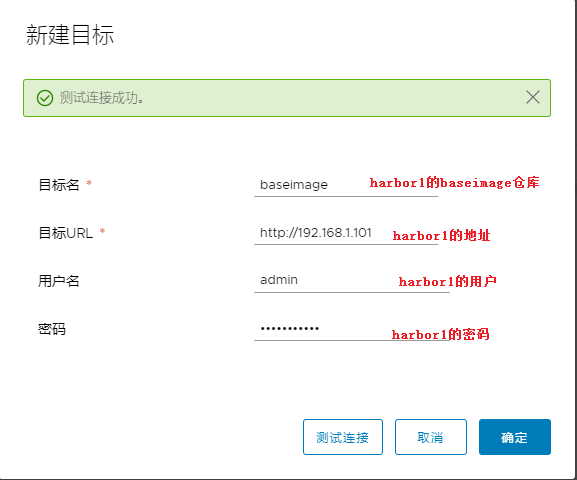 新建目标
测试连接成功。
目标名 * baseimage harbor1的baseimage仓库
目标URL * http://192.168.1.101 harbor1的地址
用户名 admin harbor1的用户
密码 ••••••••••• harbor1的密码
测试连接 取消 确定